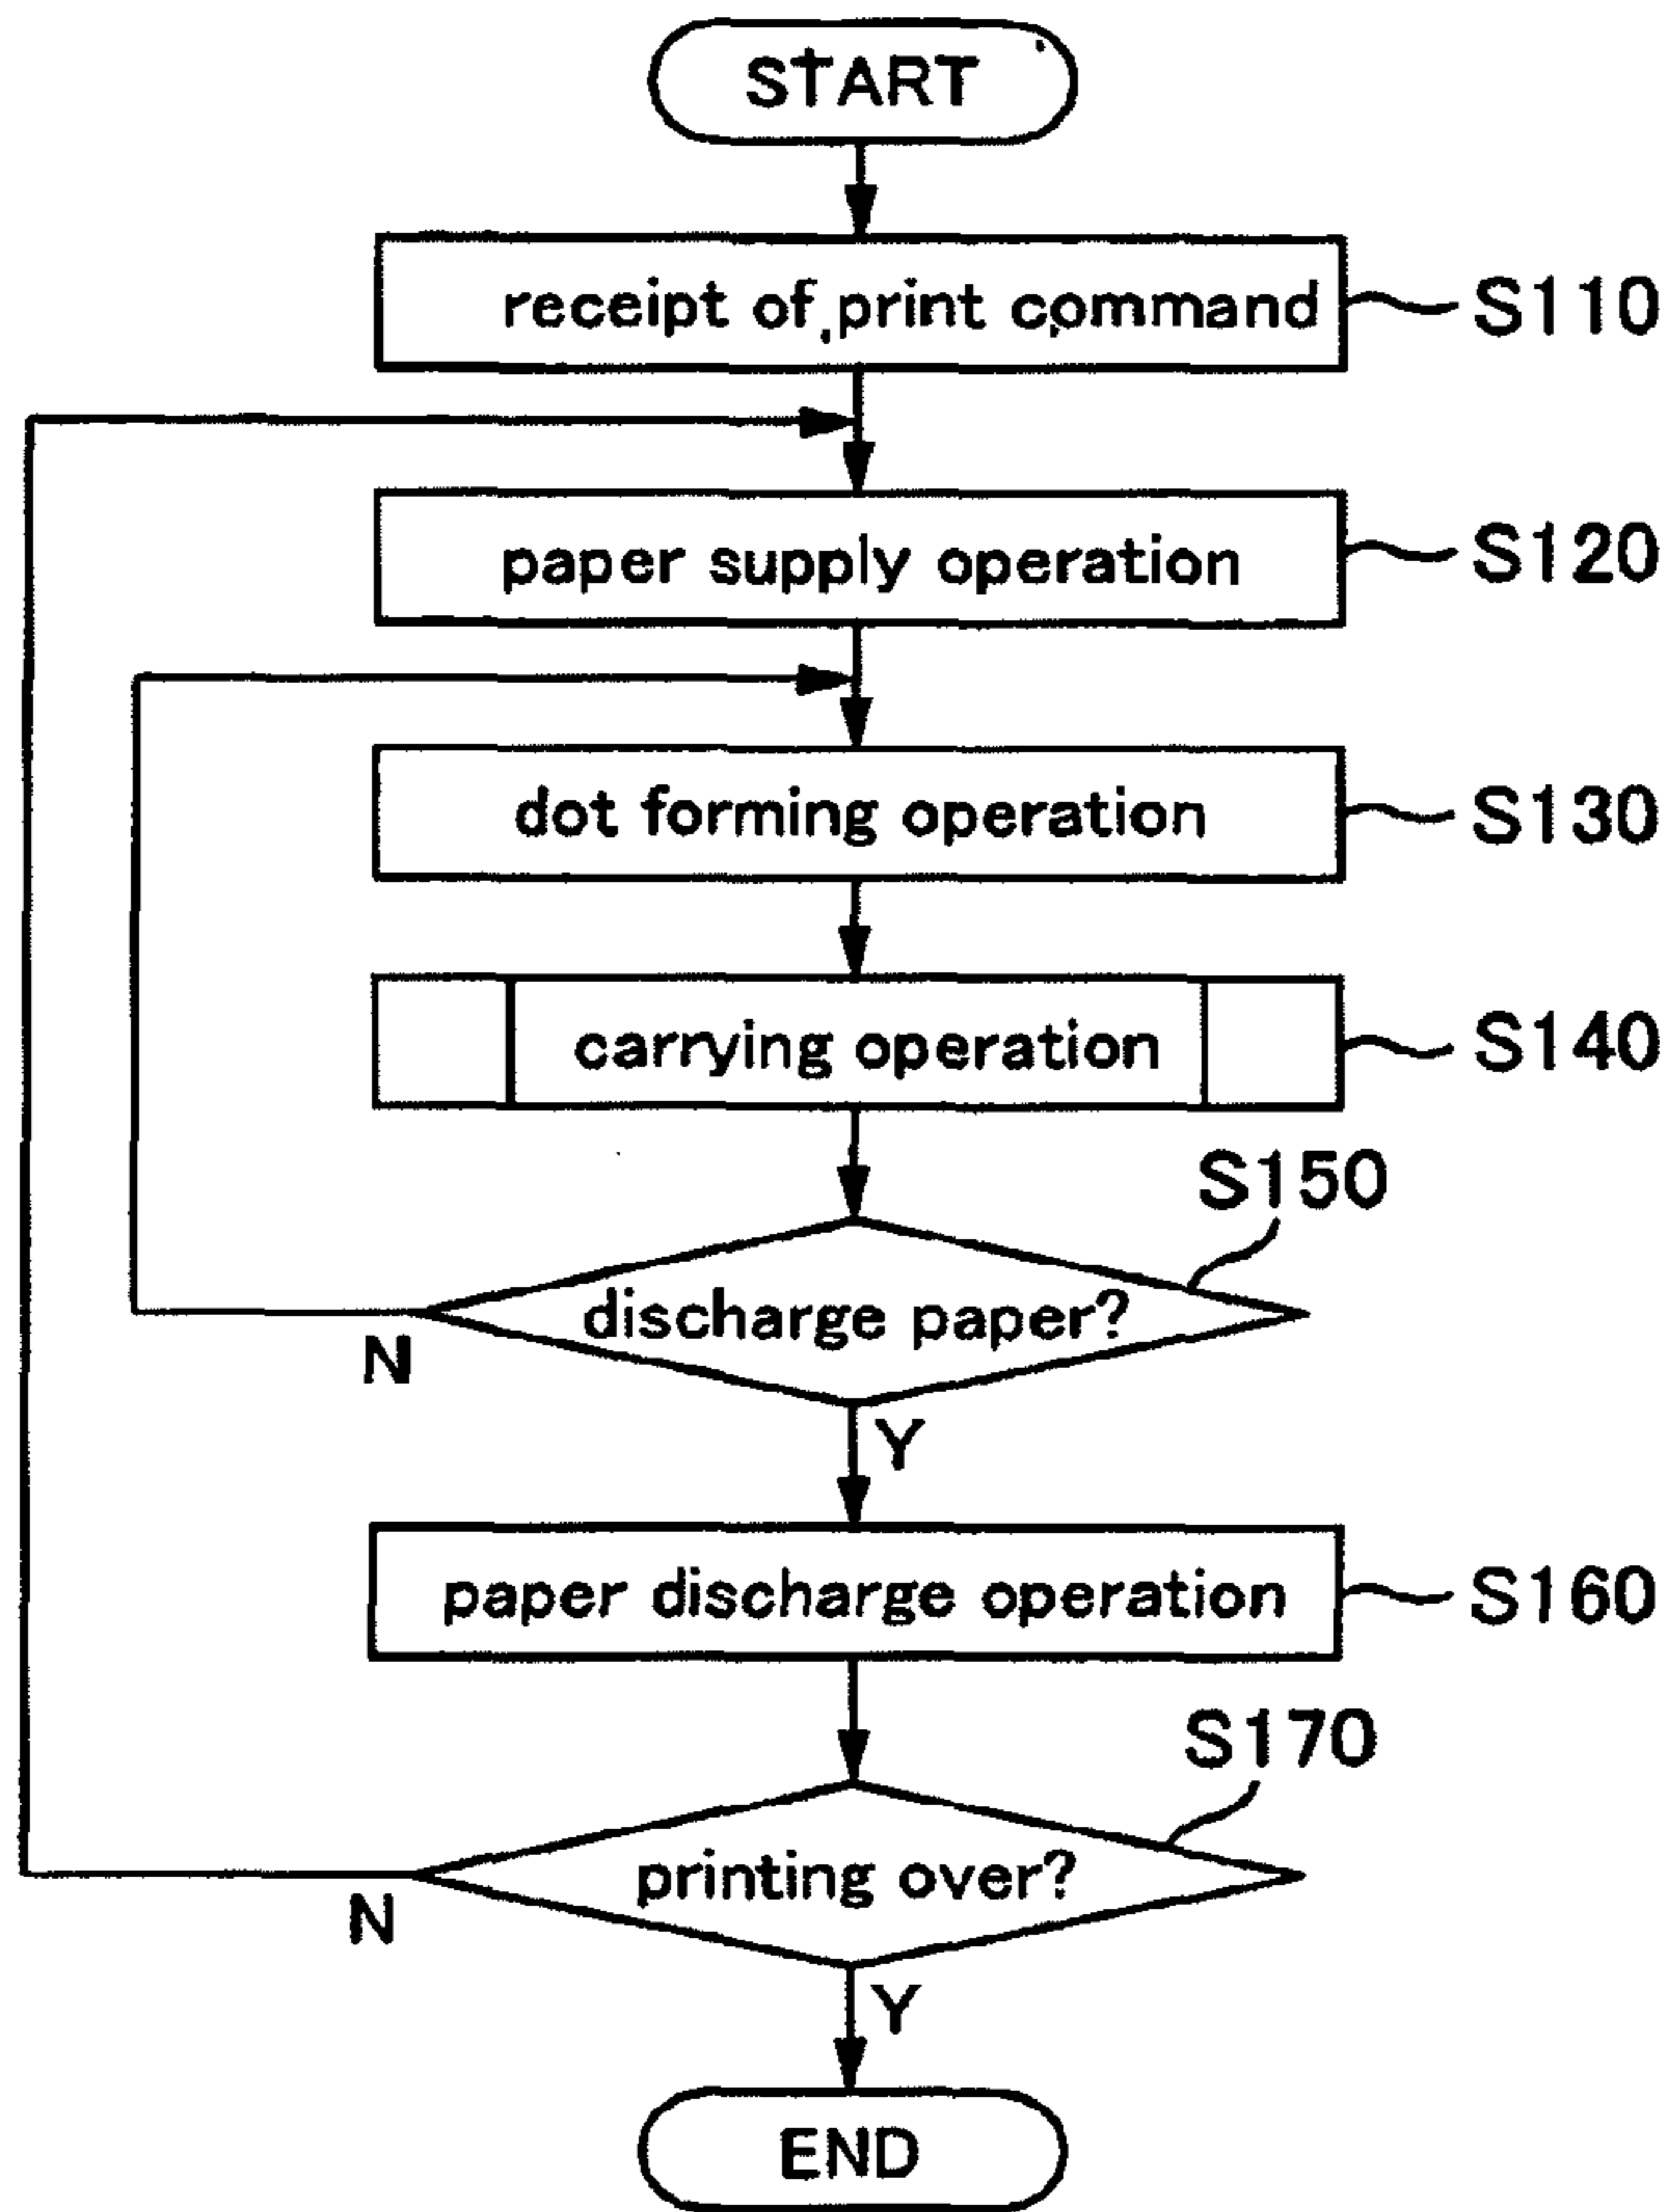 START
receipt of print command
S110
paper supply operation
S120
dot forming operation
S130
carrying operation
S140
S150
discharge paper?
N
Y
paper discharge operation
S160
S170
printing over?
N
Y
END